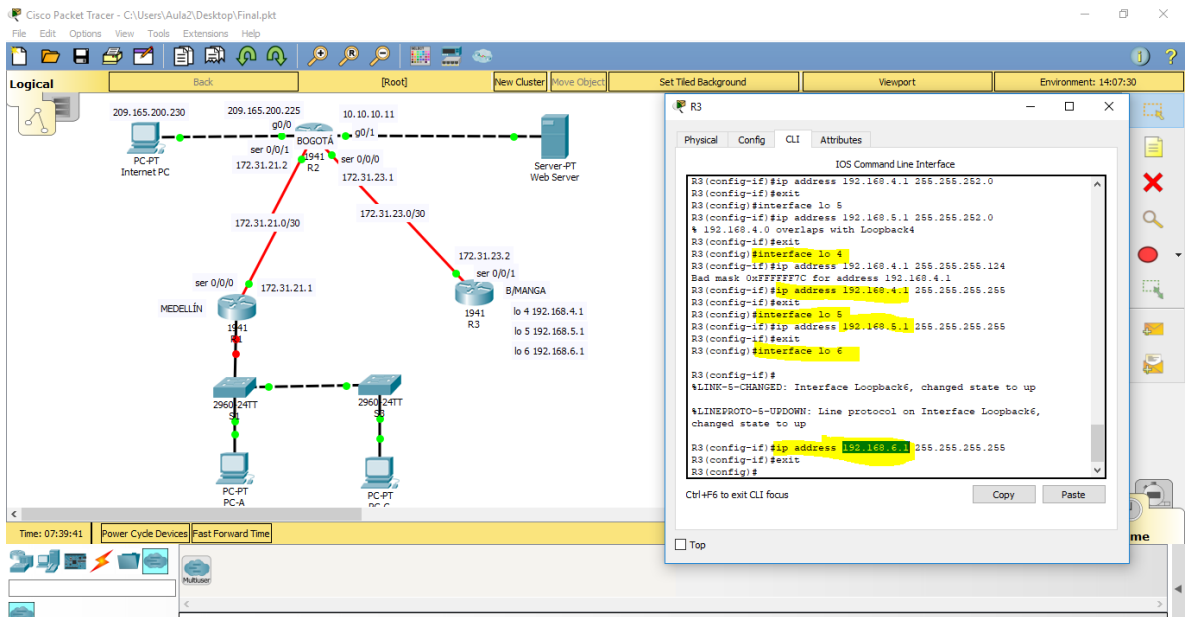 Cisco Packet Tracer - C:\Users\Aula2\Desktop\Final.pkt
File Edit Options View Tools Extensions Help
Logical
Back
[Root]
New Cluster
Move Object
Set Tiled Background
Viewport
Environment: 14:07:30
209.165.200.230
209.165.200.225
10.10.10.11
g0/0
g0/1
BOGOTÁ
ser 0/0/1
1941
ser 0/0/0
172.31.21.2
R2
172.31.23.1
PC-PT
Internet PC
Server-PT
Web Server
172.31.21.0/30
172.31.23.0/30
172.31.23.2
ser 0/0/1
ser 0/0/0
172.31.21.1
MEDELLÍN
1941
R1
B/MANGA
1941
R3
lo 4 192.168.4.1
lo 5 192.168.5.1
lo 6 192.168.6.1
2960-24TT
S1
2960-24TT
S3
PC-PT
PC-A
PC-PT
R3
Physical Config CLI Attributes
IOS Command Line Interface
R3(config-if)#ip address 192.168.4.1 255.255.252.0
R3(config-if)#exit
R3(config)#interface lo 5
R3(config-if)#ip address 192.168.5.1 255.255.252.0
% 192.168.4.0 overlaps with Loopback4
R3(config-if)#exit
R3(config)#interface lo 4
R3(config-if)#ip address 192.168.4.1 255.255.255.124
Bad mask 0xFFFFFF7C for address 192.168.4.1
R3(config-if)#ip address 192.168.4.1 255.255.255.255
R3(config-if)#exit
R3(config)#interface lo 5
R3(config-if)#ip address 192.168.5.1 255.255.255.255
R3(config-if)#exit
R3(config)#interface lo 6
R3(config-if)#
%LINK-5-CHANGED: Interface Loopback6, changed state to up
%LINEPROTO-5-UPDOWN: Line protocol on Interface Loopback6,
changed state to up
R3(config-if)#ip address 192.168.6.1 255.255.255.255
R3(config-if)#exit
R3(config)#
Ctrl+F6 to exit CLI focus
Copy
Paste
Top
Time: 07:39:41
Power Cycle Devices
Fast Forward Time
me
Multiuser